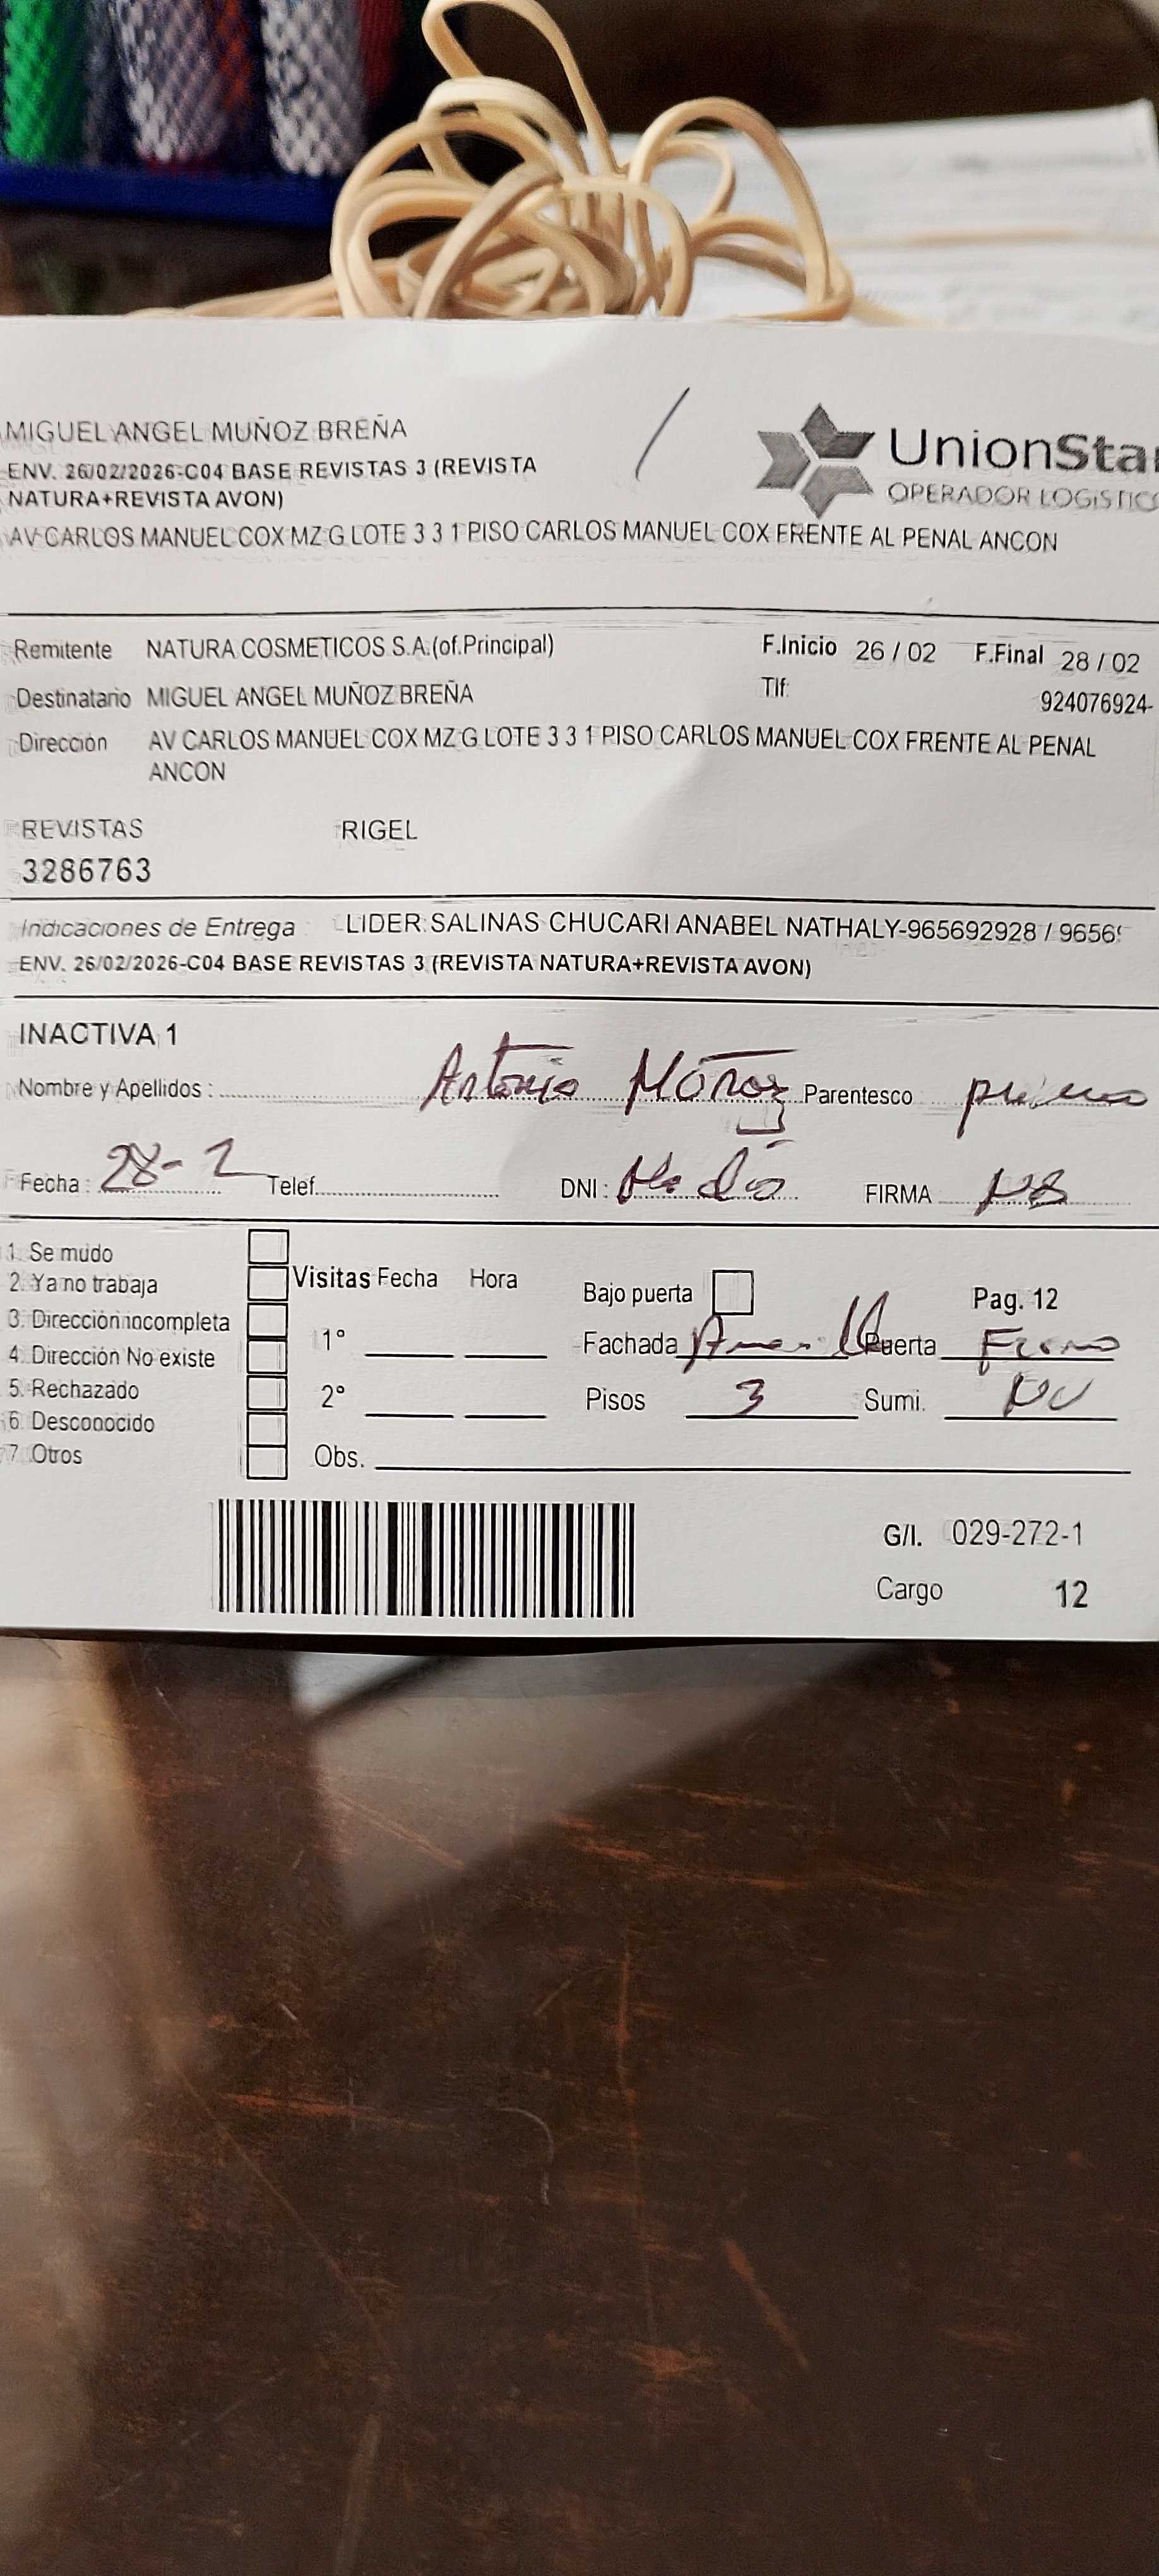 MIGUEL ANGEL MUÑOZ BREÑA
UnionStar
ENV. 26/02/2026-C04 BASE REVISTAS 3 (REVISTA
NATURA+REVISTA AVON)
OPERADOR LOGISTICO
AV CARLOS MANUEL COX MZ G LOTE 3 3 1 PISO CARLOS MANUEL COX FRENTE AL PENAL ANCON
Remitente NATURA COSMETICOS S.A.(of.Principal) F.Inicio 26 / 02 F.Final 28 / 02
Destinatario MIGUEL ANGEL MUÑOZ BREÑA Tlf: 924076924-
Dirección AV CARLOS MANUEL COX MZ G LOTE 3 3 1 PISO CARLOS MANUEL COX FRENTE AL PENAL
ANCON
REVISTAS RIGEL
3286763
Indicaciones de Entrega : LIDER: SALINAS CHUCARI ANABEL NATHALY-965692928 / 9656
ENV. 26/02/2026-C04 BASE REVISTAS 3 (REVISTA NATURA+REVISTA AVON)
INACTIVA 1
Nombre y Apellidos : Antonio Muñoz Parentesco primo
Fecha : 28-2 Telef. DNI : No dio FIRMA
1. Se mudo
2. Ya no trabaja Visitas Fecha Hora Bajo puerta Pag. 12
3. Dirección incompleta
4. Dirección No existe 1° Fachada Puerta Fierro
5. Rechazado 2° Pisos 3 Sumi.
6. Desconocido
7. Otros Obs.
G/I. 029-272-1
Cargo 12